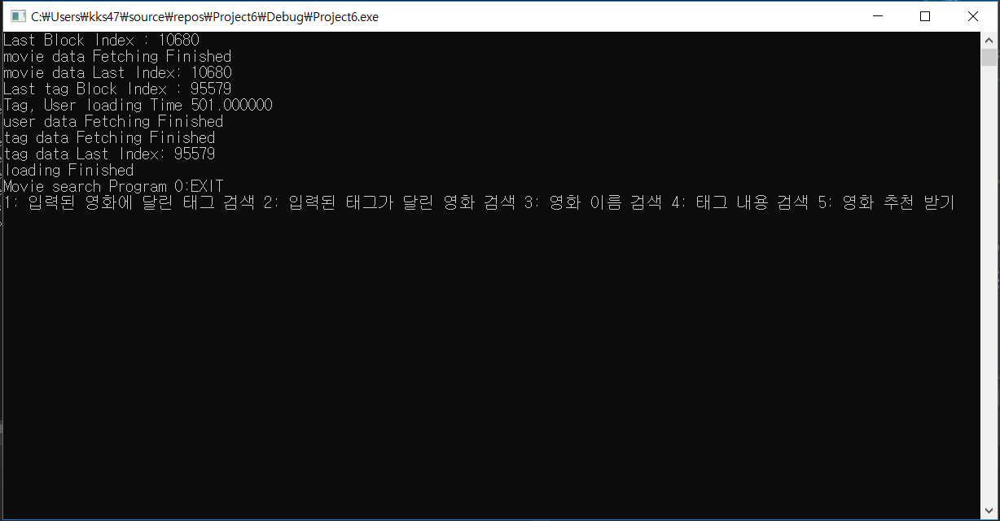 C:₩Users₩kks47₩source₩repos₩Project6₩Debug₩Project6.exe
Last Block Index : 10680
movie data Fetching Finished
movie data Last Index: 10680
Last tag Block Index : 95579
Tag, User loading Time 501.000000
user data Fetching Finished
tag data Fetching Finished
tag data Last Index: 95579
loading Finished
Movie search Program 0:EXIT
1: 입력된 영화에 달린 태그 검색 2: 입력된 태그가 달린 영화 검색 3: 영화 이름 검색 4: 태그 내용 검색 5: 영화 추천 받기